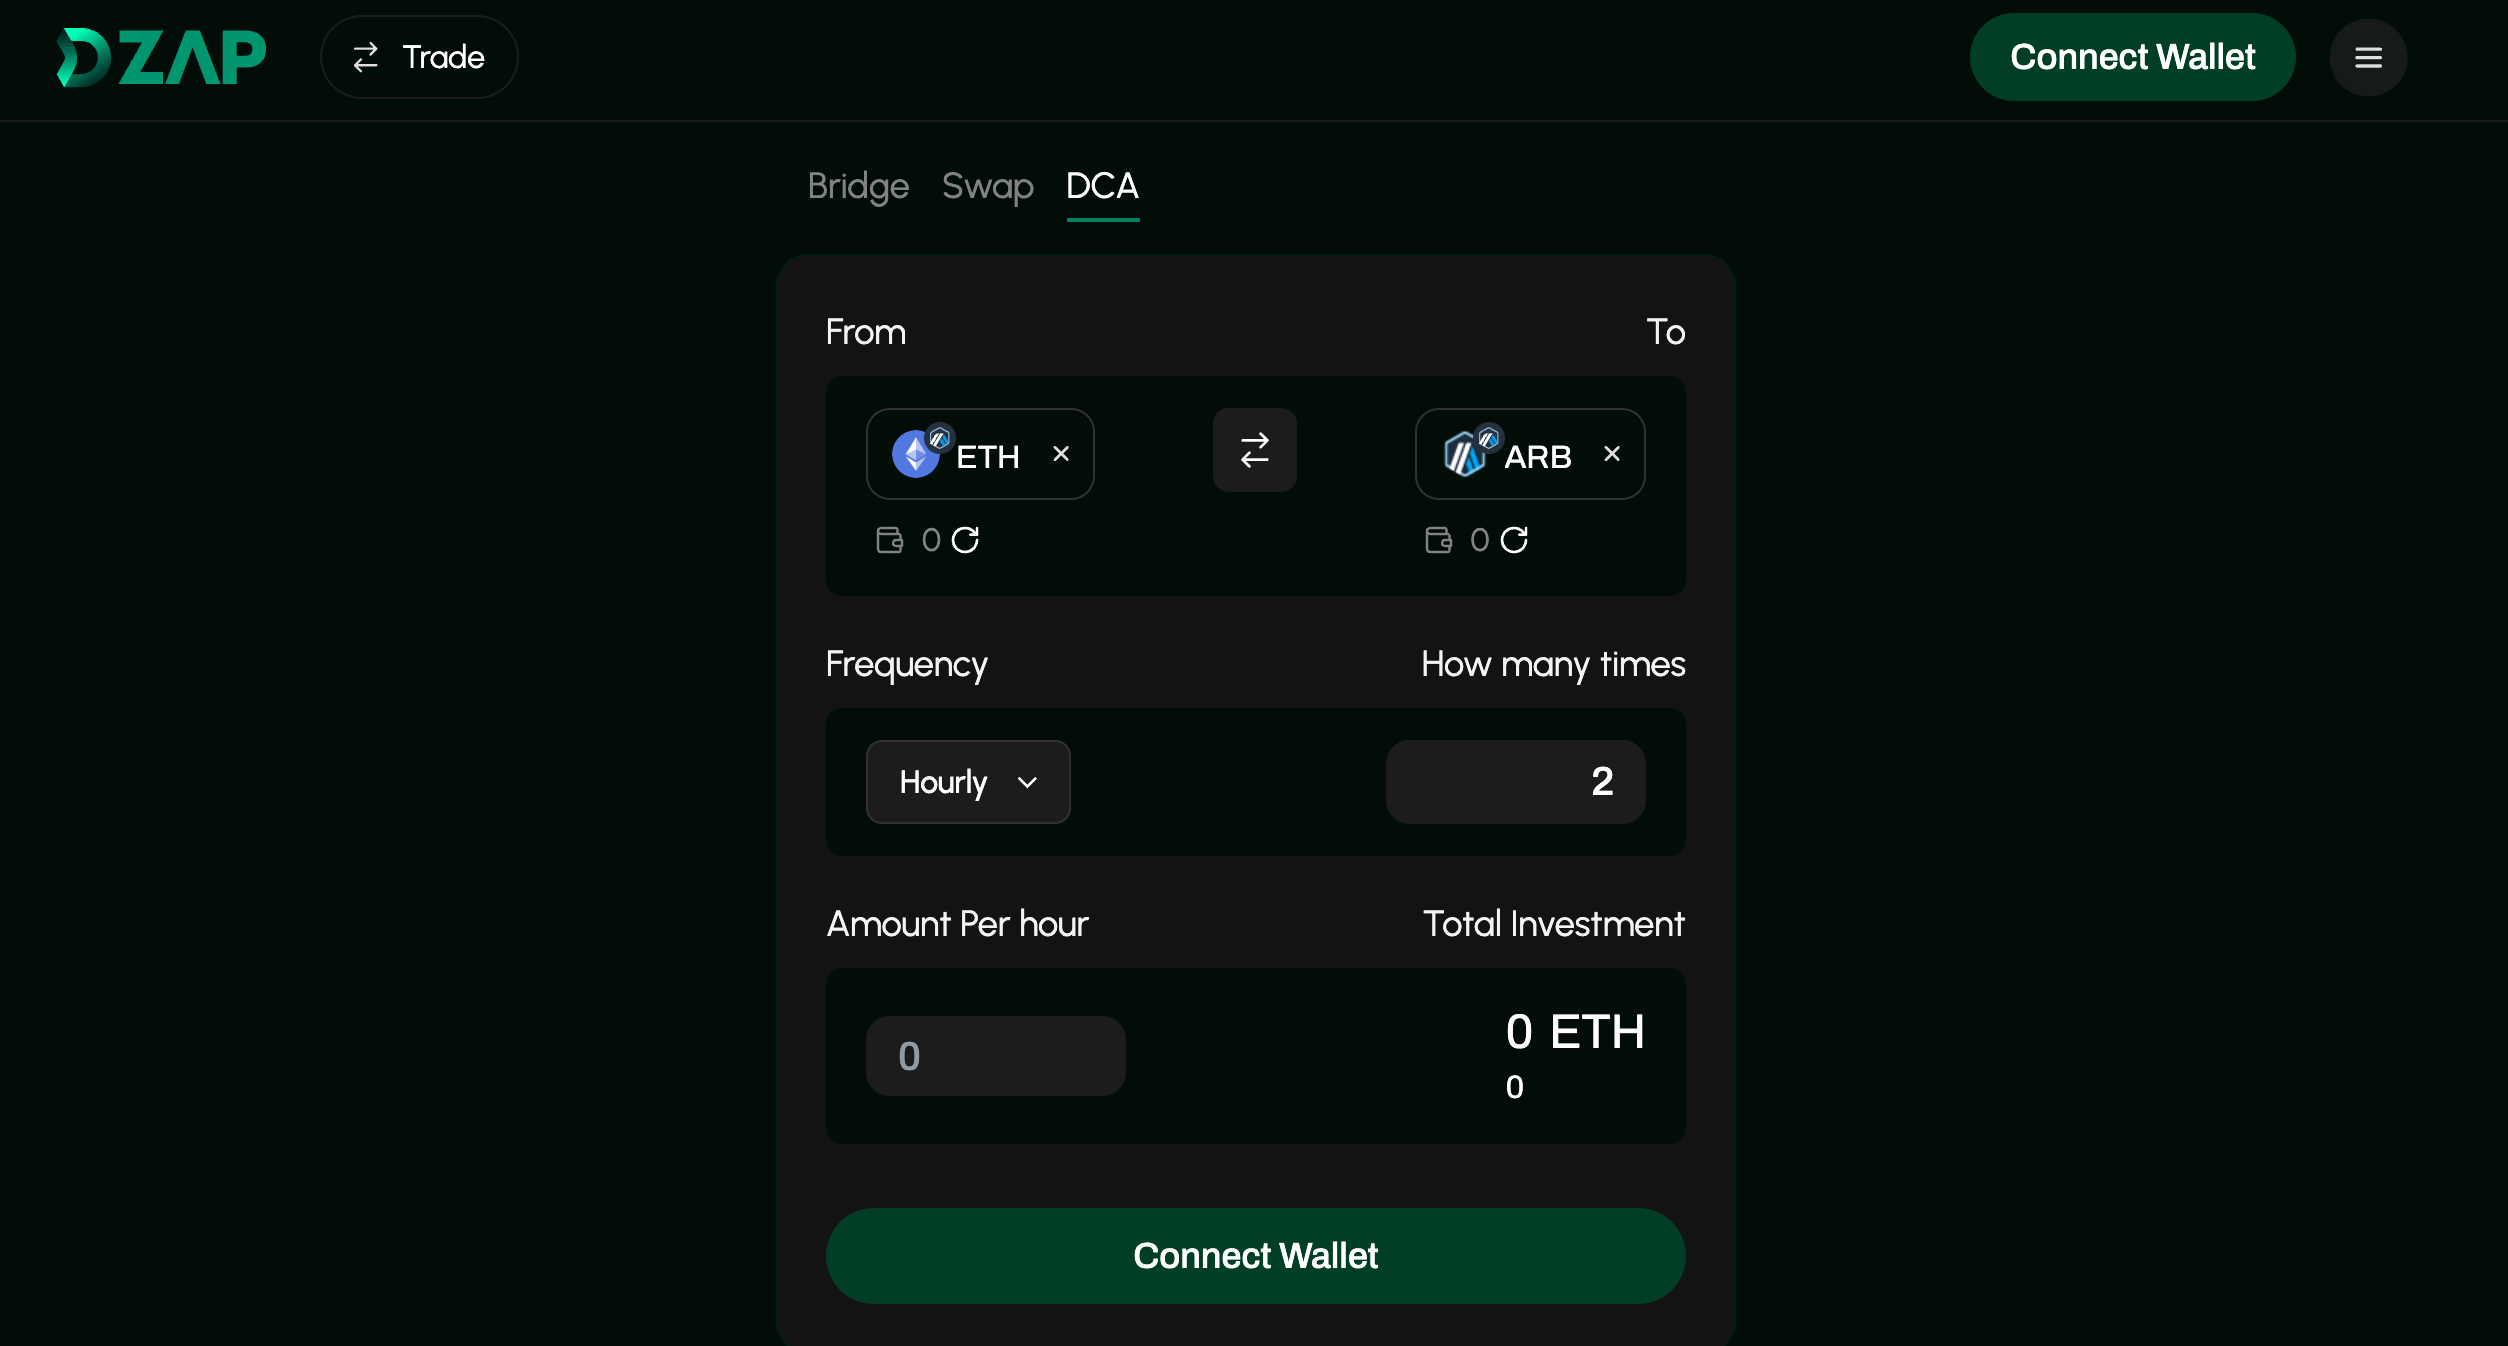 DZAP
Trade
Connect Wallet
Bridge Swap DCA
From To
ETH ARB
0 0
Frequency How many times
Hourly 2
Amount Per hour Total Investment
0 0 ETH
0
Connect Wallet